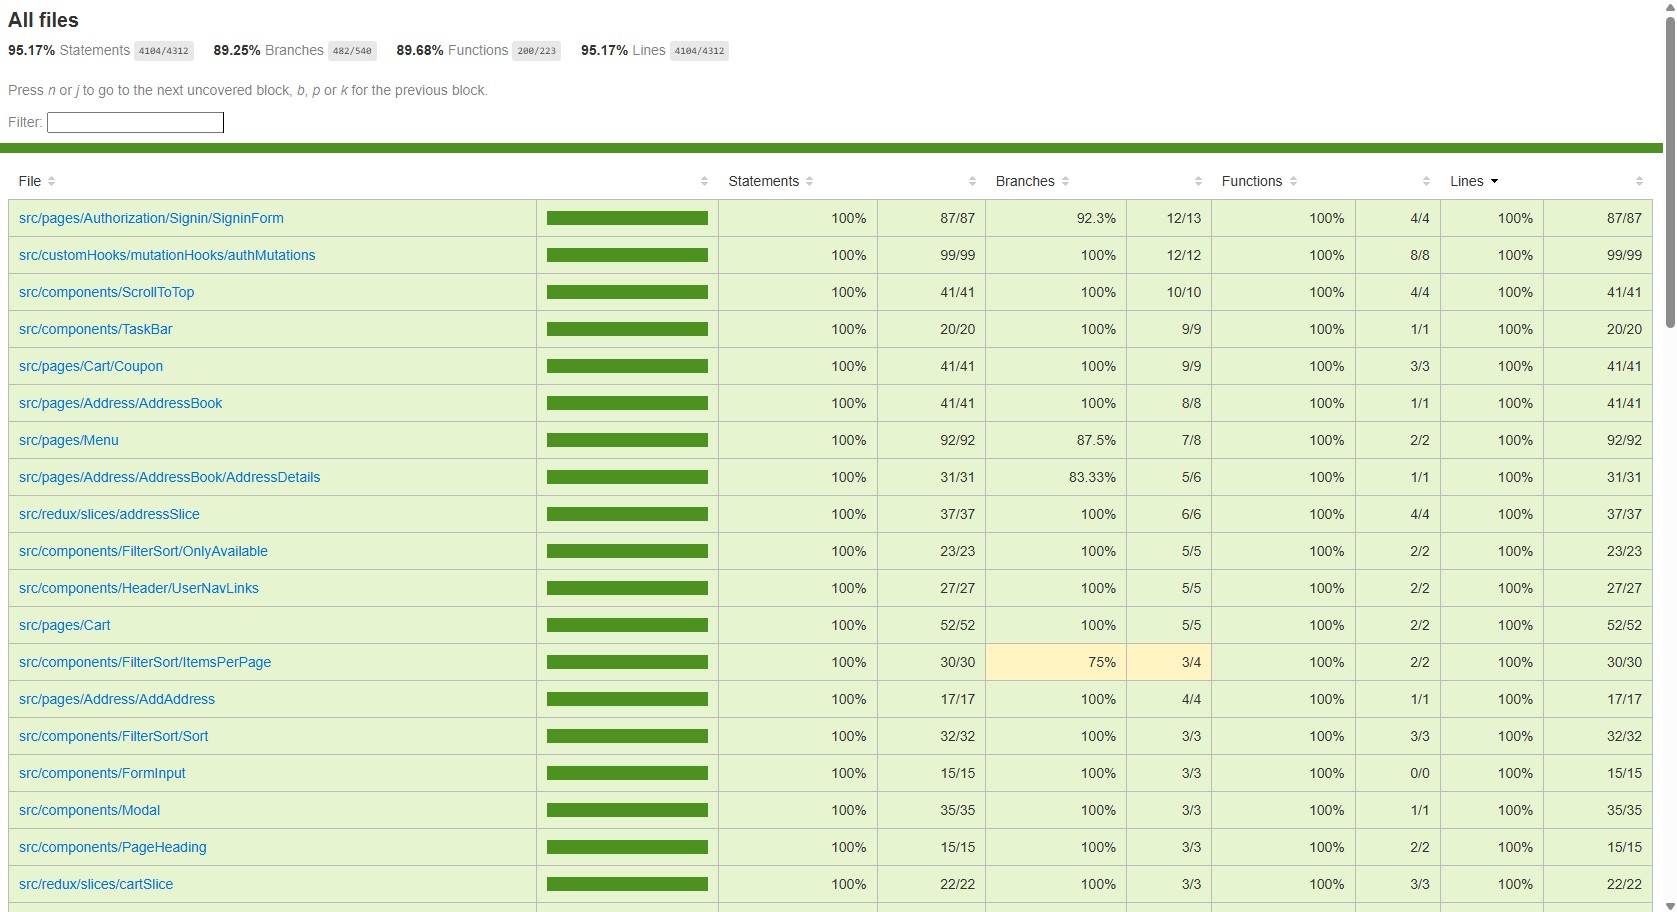 All files
95.17% Statements 4104/4312 89.25% Branches 482/540 89.68% Functions 200/223 95.17% Lines 4104/4312
Press n or j to go to the next uncovered block, b, p or k for the previous block.
Filter:
File Statements Branches Functions Lines
src/pages/Authorization/Signin/SigninForm 100% 87/87 92.3% 12/13 100% 4/4 100% 87/87
src/customHooks/mutationHooks/authMutations 100% 99/99 100% 12/12 100% 8/8 100% 99/99
src/components/ScrollToTop 100% 41/41 100% 10/10 100% 4/4 100% 41/41
src/components/TaskBar 100% 20/20 100% 9/9 100% 1/1 100% 20/20
src/pages/Cart/Coupon 100% 41/41 100% 9/9 100% 3/3 100% 41/41
src/pages/Address/AddressBook 100% 41/41 100% 8/8 100% 1/1 100% 41/41
src/pages/Menu 100% 92/92 87.5% 7/8 100% 2/2 100% 92/92
src/pages/Address/AddressBook/AddressDetails 100% 31/31 83.33% 5/6 100% 1/1 100% 31/31
src/redux/slices/addressSlice 100% 37/37 100% 6/6 100% 4/4 100% 37/37
src/components/FilterSort/OnlyAvailable 100% 23/23 100% 5/5 100% 2/2 100% 23/23
src/components/Header/UserNavLinks 100% 27/27 100% 5/5 100% 2/2 100% 27/27
src/pages/Cart 100% 52/52 100% 5/5 100% 2/2 100% 52/52
src/components/FilterSort/ItemsPerPage 100% 30/30 75% 3/4 100% 2/2 100% 30/30
src/pages/Address/AddAddress 100% 17/17 100% 4/4 100% 1/1 100% 17/17
src/components/FilterSort/Sort 100% 32/32 100% 3/3 100% 3/3 100% 32/32
src/components/FormInput 100% 15/15 100% 3/3 100% 0/0 100% 15/15
src/components/Modal 100% 35/35 100% 3/3 100% 1/1 100% 35/35
src/components/PageHeading 100% 15/15 100% 3/3 100% 2/2 100% 15/15
src/redux/slices/cartSlice 100% 22/22 100% 3/3 100% 3/3 100% 22/22